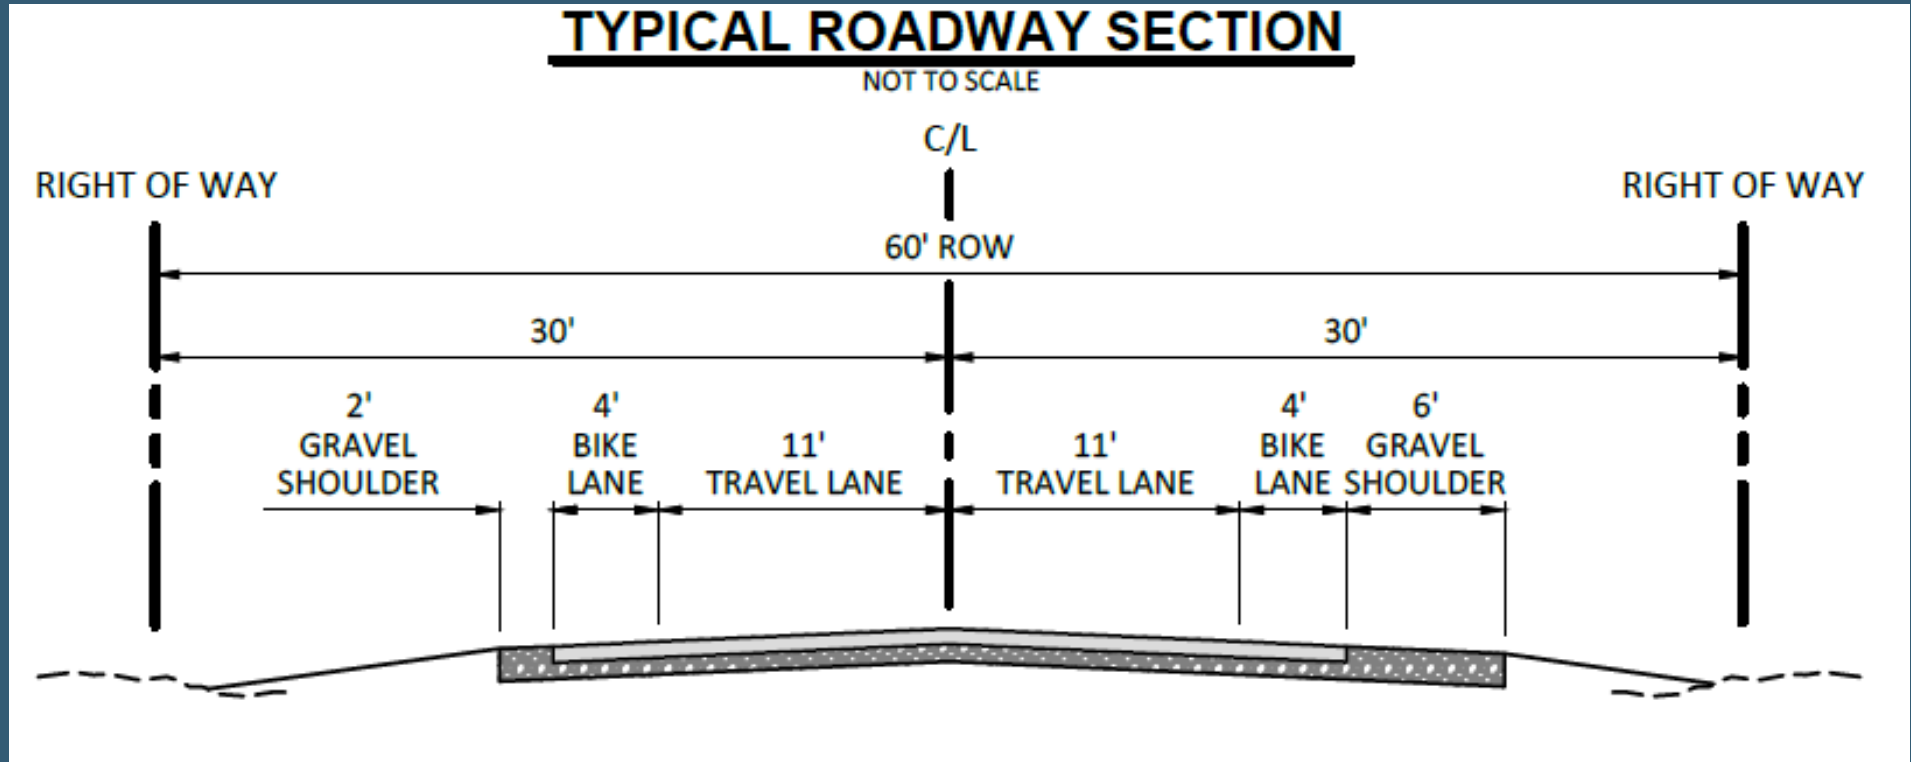 TYPICAL ROADWAY SECTION
NOT TO SCALE
C/L
RIGHT OF WAY
RIGHT OF WAY
60' ROW
30'
30'
2'
GRAVEL
SHOULDER
4'
BIKE
LANE
11'
TRAVEL LANE
11'
TRAVEL LANE
4'
BIKE
LANE
6'
GRAVEL
SHOULDER